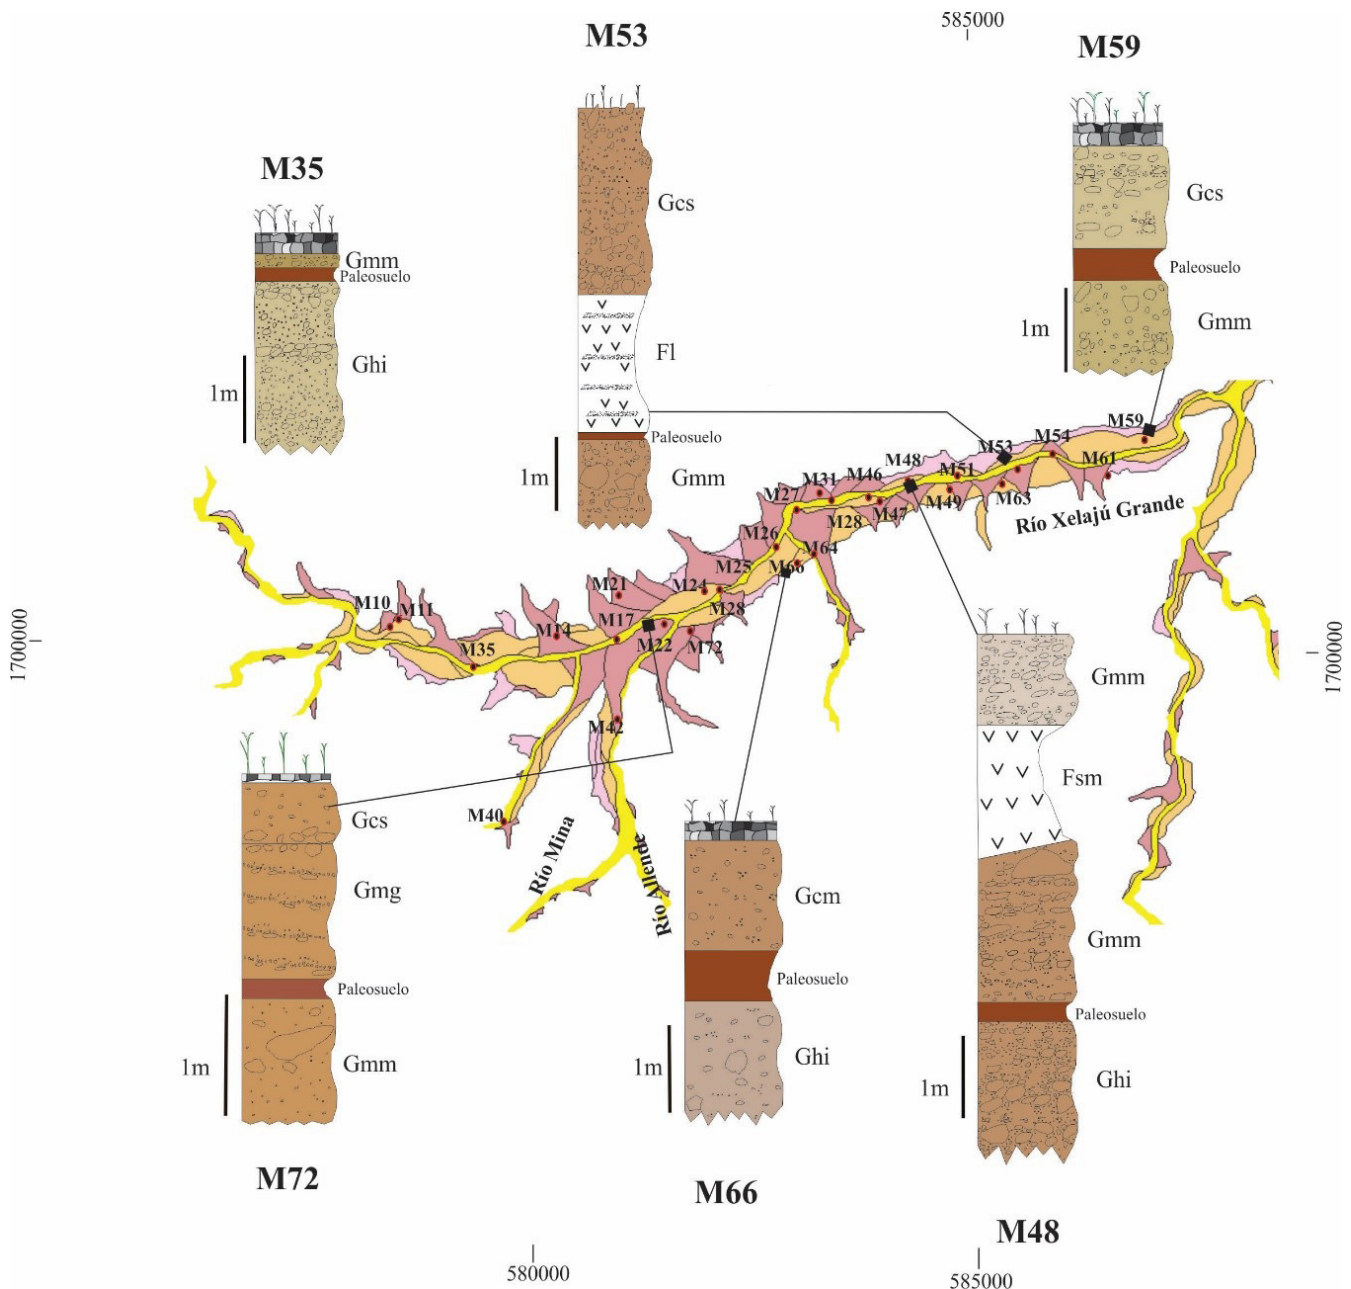 585000
M53
M59
M35
Gcs
Gcs
Gmm
Paleosuelo
Paleosuelo
Fl
1m
Gmm
Ghi
1m
Paleosuelo
1m
Gmm
M59
M54
M53
M48
M61
M46
M51
M31
M27
M49
M63
M47
M28
Río Xelajú Grande
M26
M64
M66
M25
M24
M21
M28
M10
M11
M17
M14
M22
M72
M35
1700000
1700000
Gmm
M42
Fsm
M40
Río Mina
Río Allende
Gcs
Gmg
Gcm
Gmm
Paleosuelo
Paleosuelo
Paleosuelo
1m
Gmm
1m
Ghi
1m
Ghi
M72
M66
M48
580000
585000